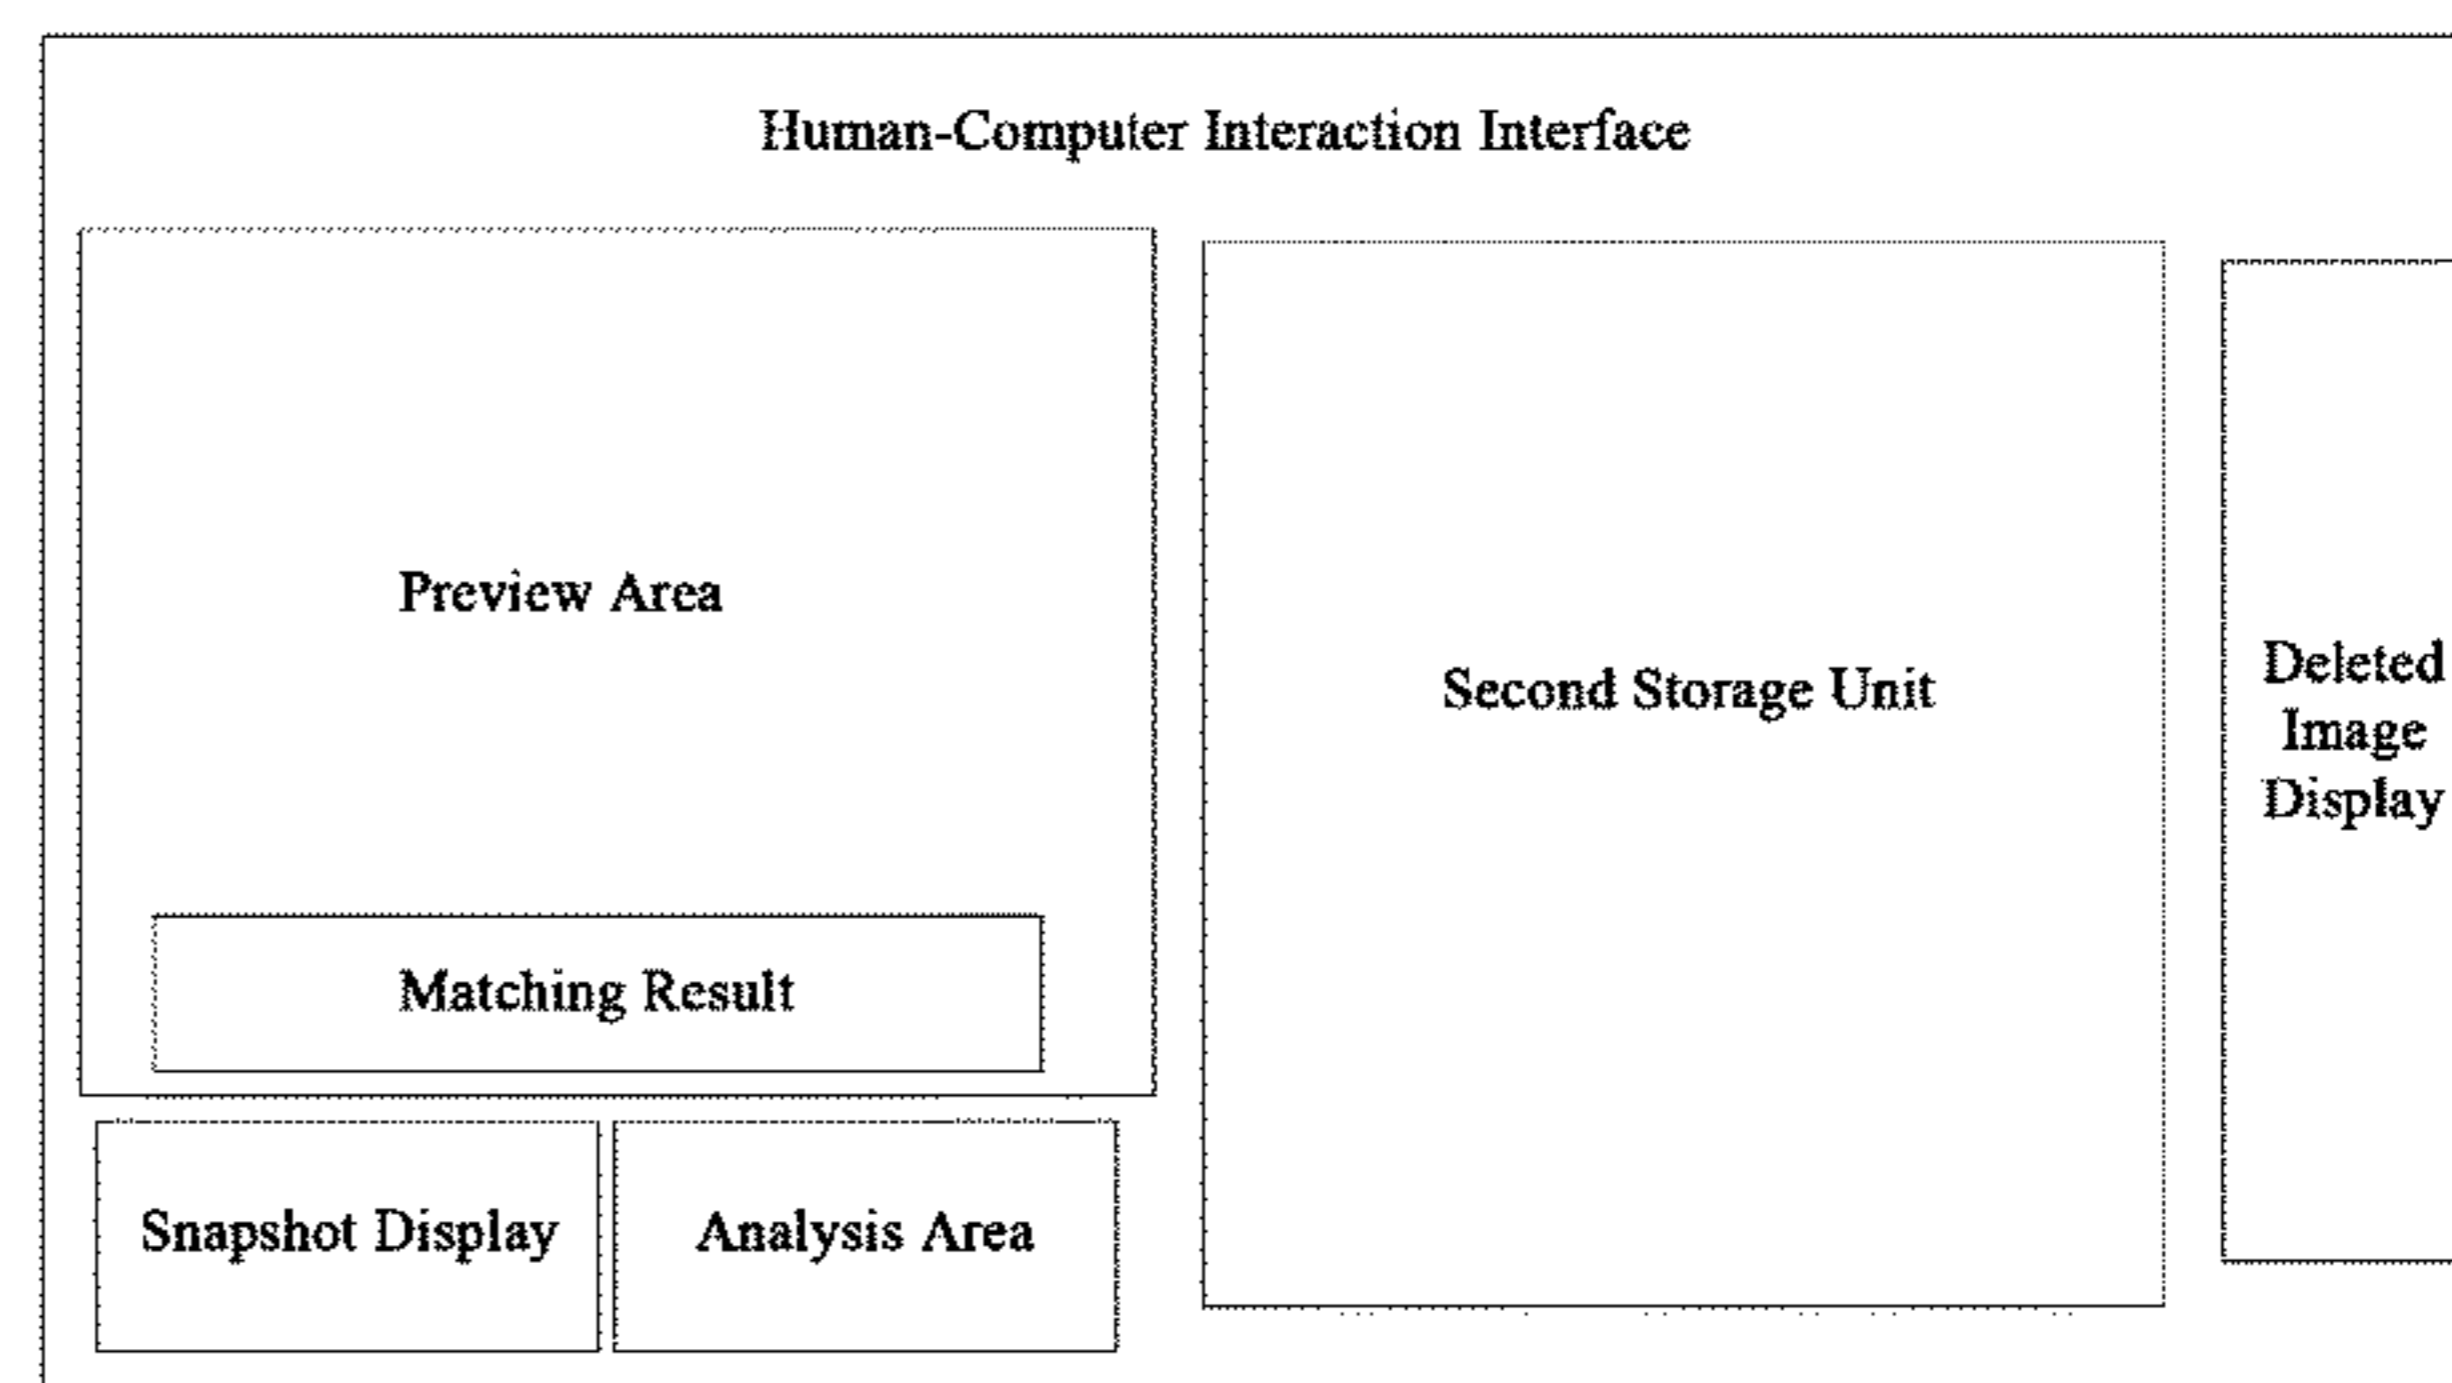 Human-Computer Interaction Interface
Preview Area
Matching Result
Snapshot Display
Analysis Area
Second Storage Unit
Deleted
Image
Display